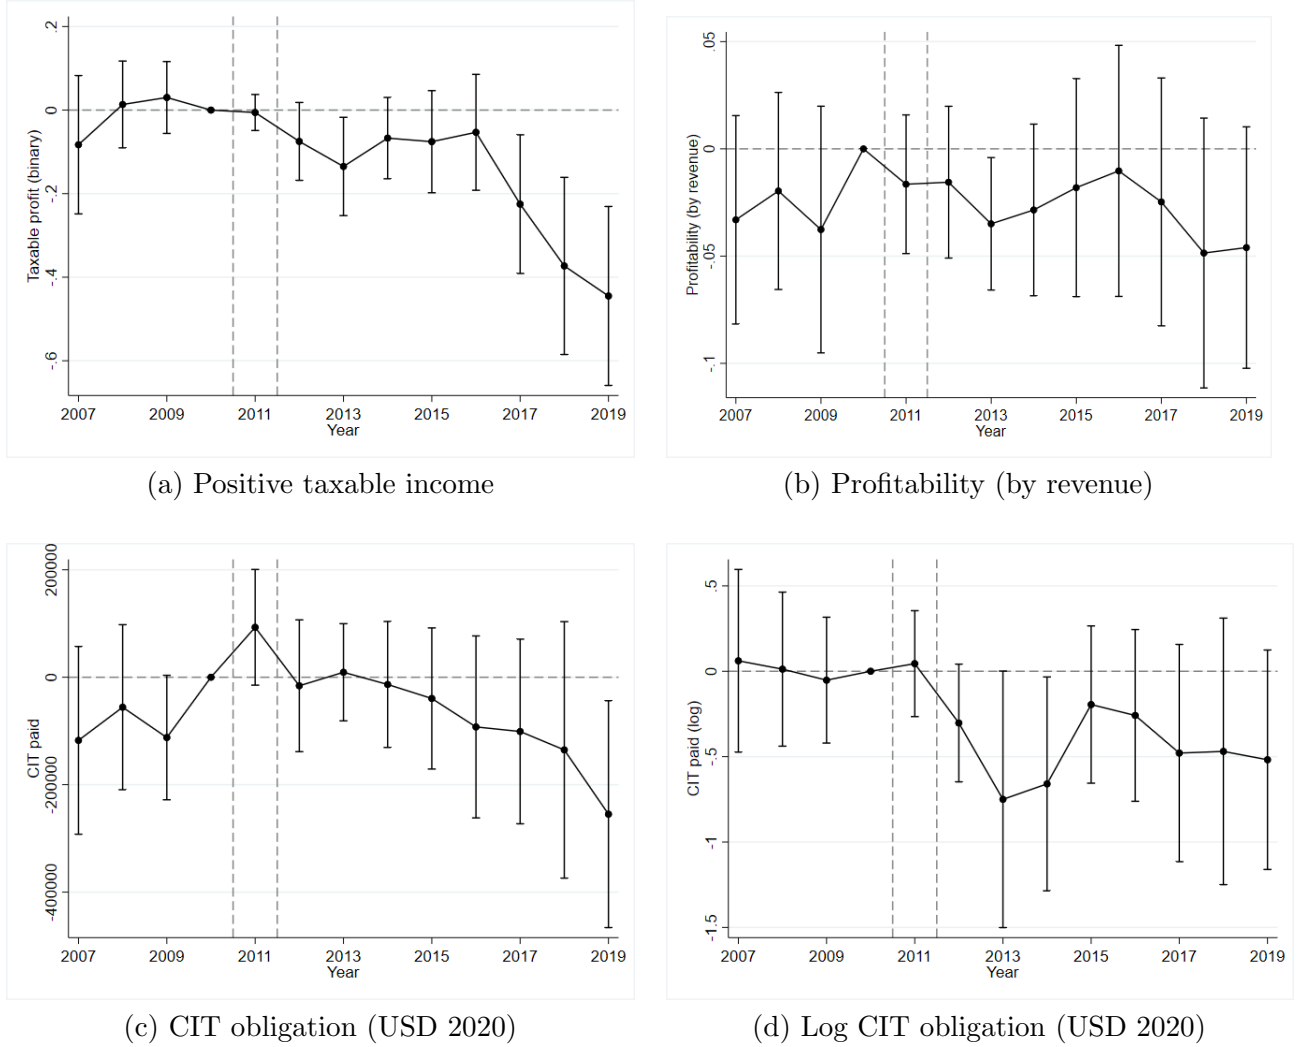 .2
0
-.2
-.4
-.6
Taxable profit (binary)
2007 2009 2011 2013 2015 2017 2019
Year
(a) Positive taxable income
.05
0
-.05
-.1
Profitability (by revenue)
2007 2009 2011 2013 2015 2017 2019
Year
(b) Profitability (by revenue)
200000
0
-200000
-400000
CIT paid
2007 2009 2011 2013 2015 2017 2019
Year
(c) CIT obligation (USD 2020)
.5
0
-.5
-1
-1.5
CIT paid (log)
2007 2009 2011 2013 2015 2017 2019
Year
(d) Log CIT obligation (USD 2020)